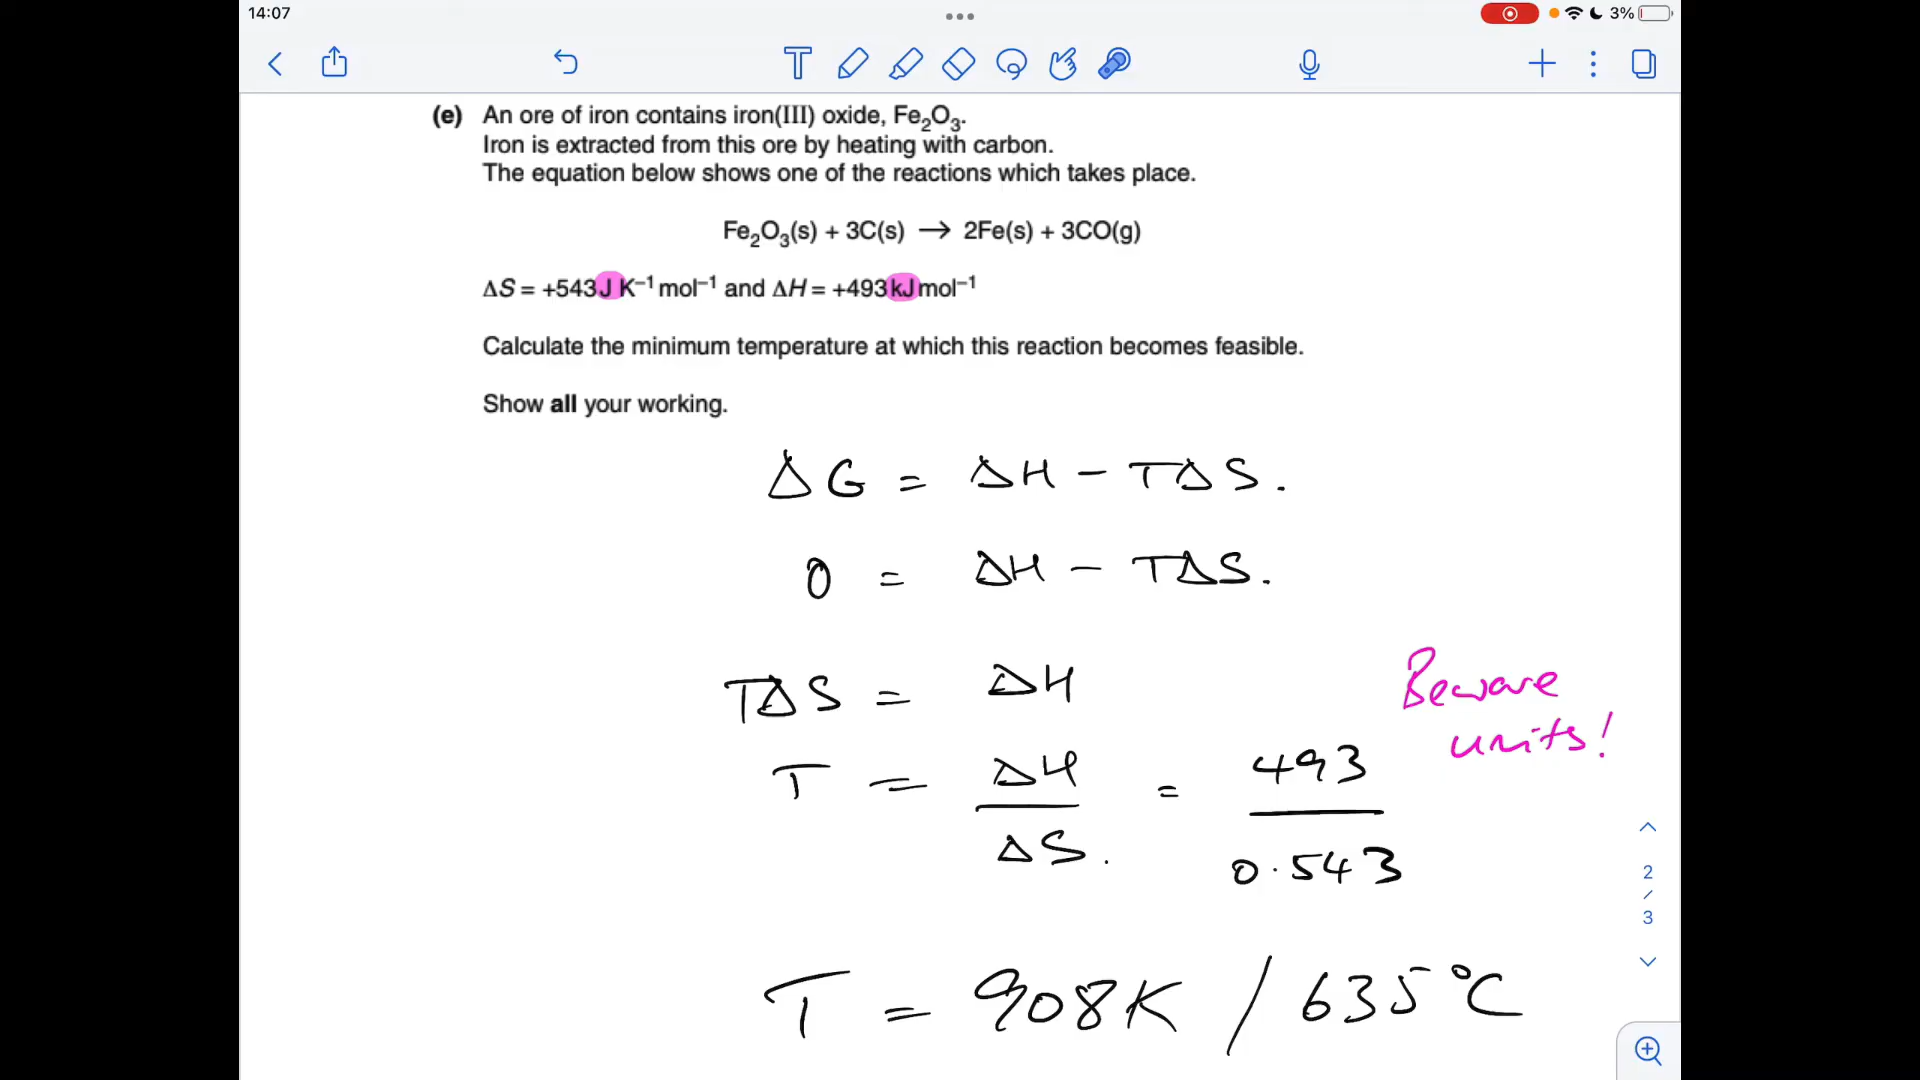 14:07
3%
T
(e) An ore of iron contains iron(III) oxide, Fe₂O₃.
Iron is extracted from this ore by heating with carbon.
The equation below shows one of the reactions which takes place.
Fe₂O₃(s) + 3C(s) → 2Fe(s) + 3CO(g)
ΔS = +543 J K⁻¹ mol⁻¹ and ΔH = +493 kJ mol⁻¹
Calculate the minimum temperature at which this reaction becomes feasible.
Show all your working.
ΔG = ΔH − TΔS.
0 = ΔH − TΔS.
TΔS = ΔH
Beware
units!
T = ΔH / ΔS. = 493 / 0.543
2
/
3
T = 908K / 635°C